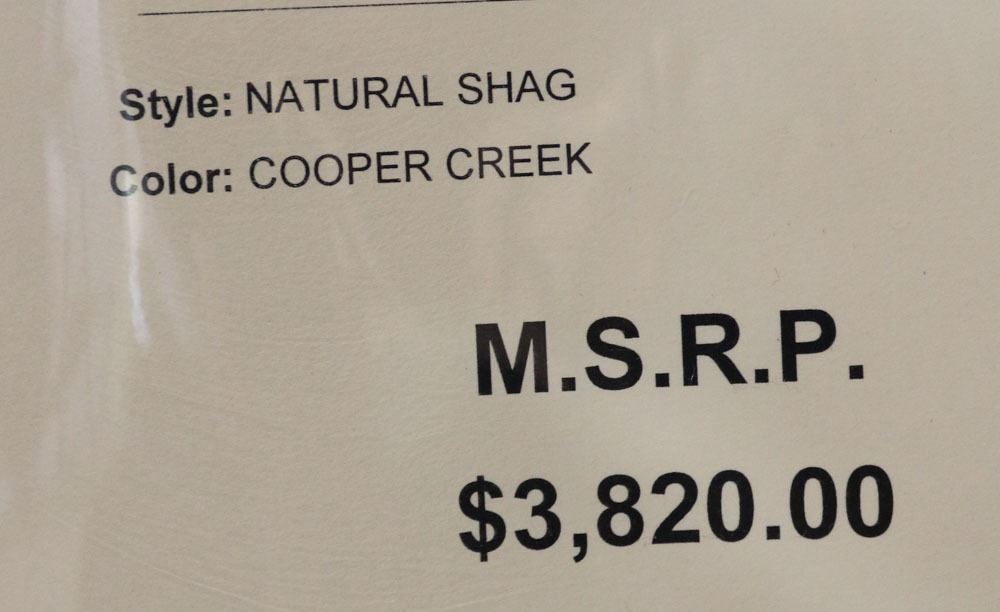 Style: NATURAL SHAG
Color: COOPER CREEK
M.S.R.P.
$3,820.00